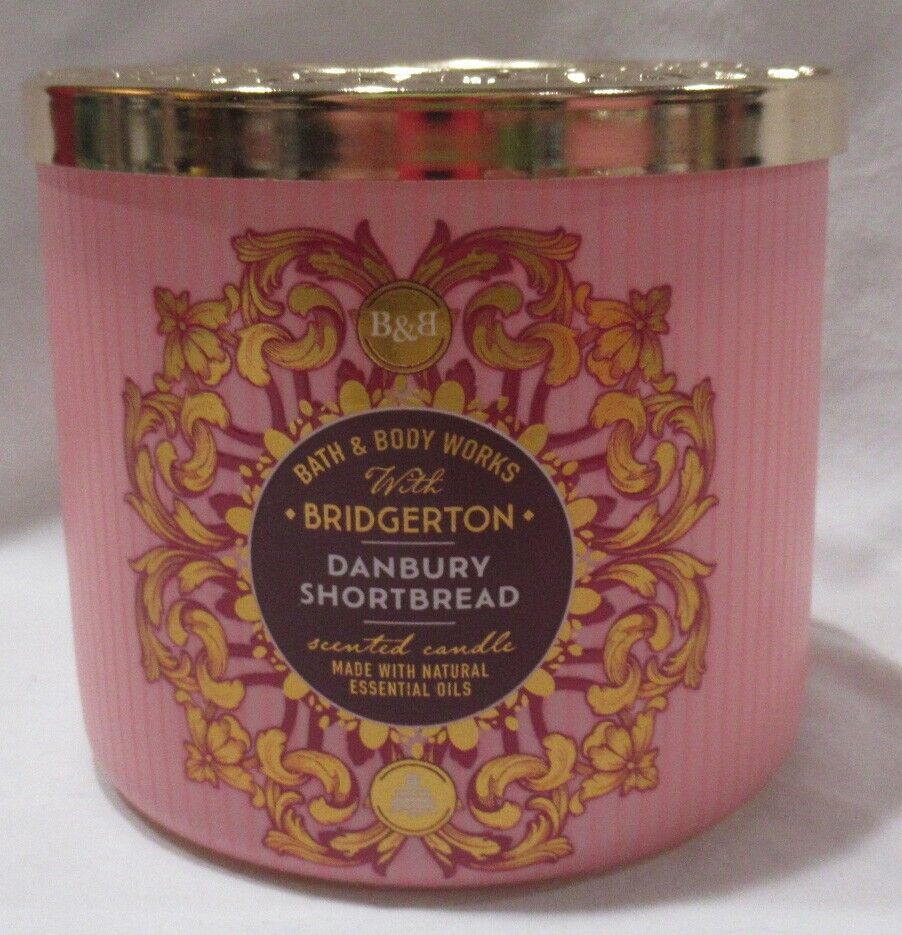 B&B
BATH & BODY WORKS
With
BRIDGERTON
DANBURY
SHORTBREAD
scented candle
MADE WITH NATURAL
ESSENTIAL OILS